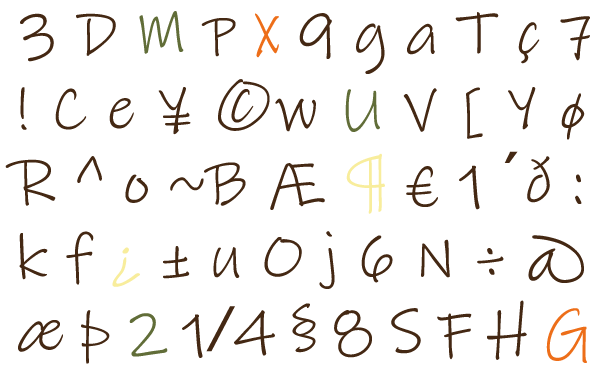 3 D M P X 9 g a T ç 7
! C e ¥ © w U V [ Y ø
R ^ o ~ B Æ ¶ € 1 ´ ð :
k f ¿ ± u O j 6 N ÷ @
æ þ 2 1/4 § 8 S F H G